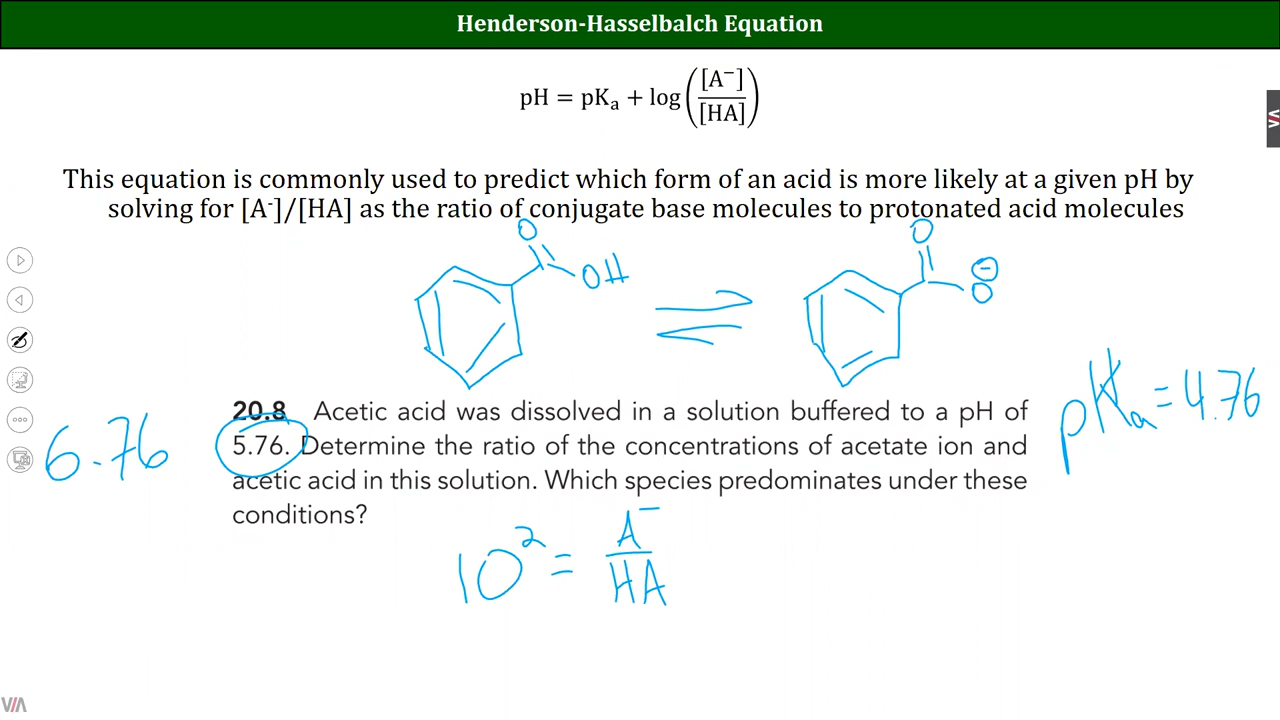 Henderson-Hasselbalch Equation
pH = pKₐ + log([A⁻]/[HA])
This equation is commonly used to predict which form of an acid is more likely at a given pH by
solving for [A⁻]/[HA] as the ratio of conjugate base molecules to protonated acid molecules
O
OH
O
⊖
O
20.8 Acetic acid was dissolved in a solution buffered to a pH of
5.76. Determine the ratio of the concentrations of acetate ion and
acetic acid in this solution. Which species predominates under these
conditions?
6.76
pKa = 4.76
10² = A⁻/HA
VIA
VIA